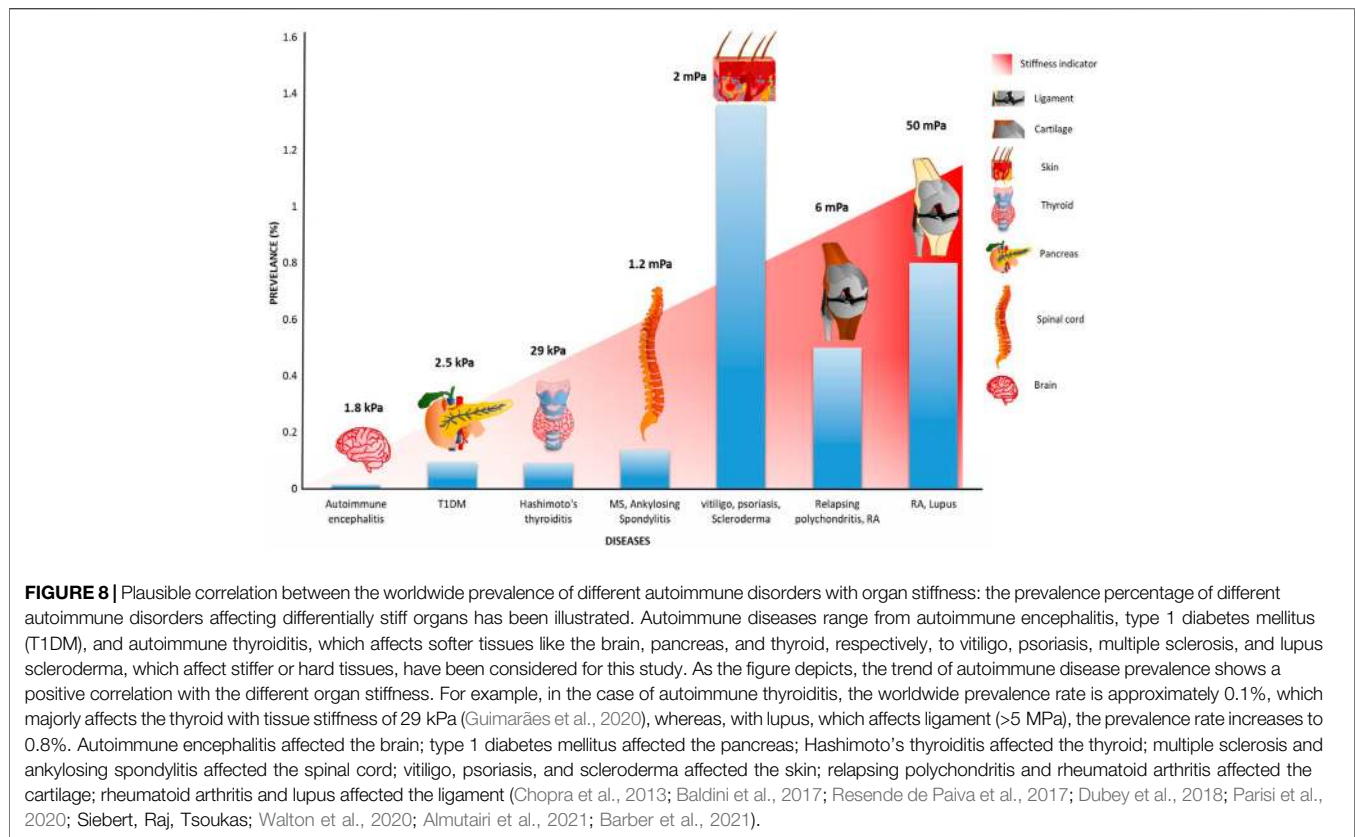 1.6
1.4
1.2
1
0.8
0.6
0.4
0.2
0
PREVELANCE (%)
1.8 kPa
2.5 kPa
29 kPa
1.2 mPa
2 mPa
6 mPa
50 mPa
Autoimmune
encephalitis
T1DM
Hashimoto's
thyroiditis
MS, Ankylosing
Spondylitis
vitiligo, psoriasis,
Scleroderma
Relapsing
polychondritis, RA
RA, Lupus
DISEASES
Stiffness indicator
Ligament
Cartilage
Skin
Thyroid
Pancreas
Spinal cord
Brain
FIGURE 8 | Plausible correlation between the worldwide prevalence of different autoimmune disorders with organ stiffness: the prevalence percentage of different
autoimmune disorders affecting differentially stiff organs has been illustrated. Autoimmune diseases range from autoimmune encephalitis, type 1 diabetes mellitus
(T1DM), and autoimmune thyroiditis, which affects softer tissues like the brain, pancreas, and thyroid, respectively, to vitiligo, psoriasis, multiple sclerosis, and lupus
scleroderma, which affect stiffer or hard tissues, have been considered for this study. As the figure depicts, the trend of autoimmune disease prevalence shows a
positive correlation with the different organ stiffness. For example, in the case of autoimmune thyroiditis, the worldwide prevalence rate is approximately 0.1%, which
majorly affects the thyroid with tissue stiffness of 29 kPa (Guimarães et al., 2020), whereas, with lupus, which affects ligament (>5 MPa), the prevalence rate increases to
0.8%. Autoimmune encephalitis affected the brain; type 1 diabetes mellitus affected the pancreas; Hashimoto's thyroiditis affected the thyroid; multiple sclerosis and
ankylosing spondylitis affected the spinal cord; vitiligo, psoriasis, and scleroderma affected the skin; relapsing polychondritis and rheumatoid arthritis affected the
cartilage; rheumatoid arthritis and lupus affected the ligament (Chopra et al., 2013; Baldini et al., 2017; Resende de Paiva et al., 2017; Dubey et al., 2018; Parisi et al.,
2020; Siebert, Raj, Tsoukas; Walton et al., 2020; Almutairi et al., 2021; Barber et al., 2021).